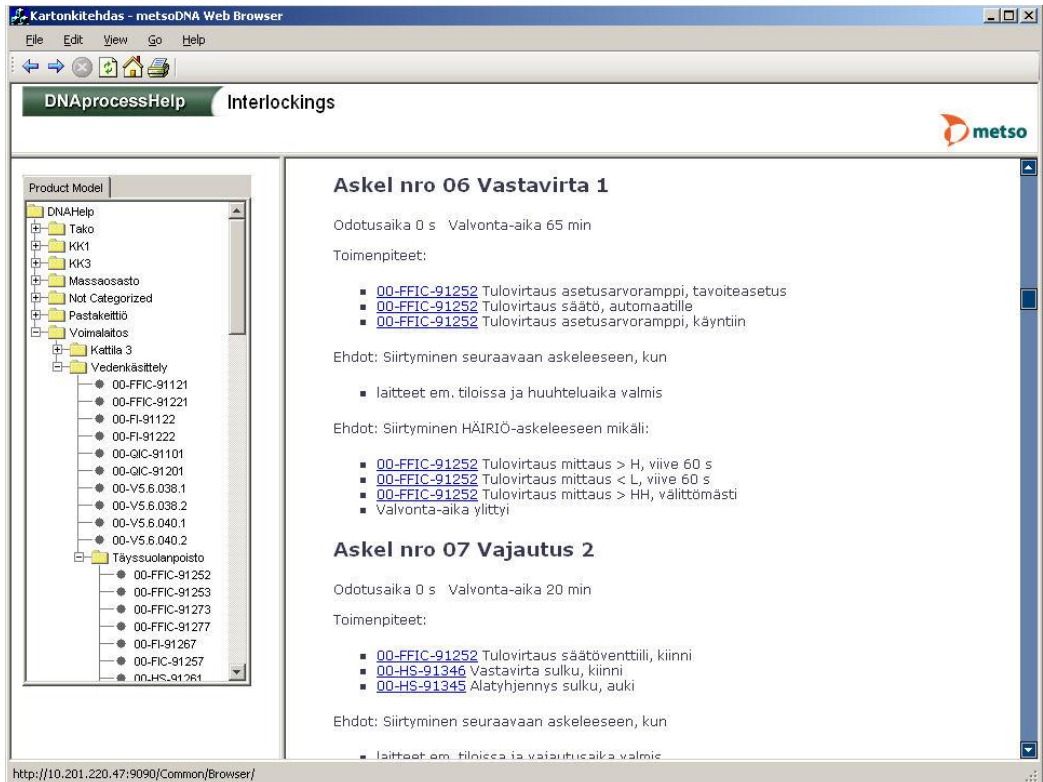 Kartonkitehdas - metsoDNA Web Browser
File Edit View Go Help
DNAprocessHelp Interlockings
metso
Product Model
DNAHelp
Tako
KK1
KK3
Massaosasto
Not Categorized
Pastakeittiö
Voimalaitos
Kattila 3
Vedenkäsittely
00-FFIC-91121
00-FFIC-91221
00-FI-91122
00-FI-91222
00-QIC-91101
00-QIC-91201
00-V5.6.038.1
00-V5.6.038.2
00-V5.6.040.1
00-V5.6.040.2
Täyssuolanpoisto
00-FFIC-91252
00-FFIC-91253
00-FFIC-91273
00-FFIC-91277
00-FI-91267
00-FIC-91257
00-HS-91261
Askel nro 06 Vastavirta 1
Odotusaika 0 s Valvonta-aika 65 min
Toimenpiteet:
00-FFIC-91252 Tulovirtaus asetusarvoramppi, tavoiteasetus
00-FFIC-91252 Tulovirtaus säätö, automaatille
00-FFIC-91252 Tulovirtaus asetusarvoramppi, käyntiin
Ehdot: Siirtyminen seuraavaan askeleeseen, kun
laitteet em. tiloissa ja huuhteluaika valmis
Ehdot: Siirtyminen HÄIRIÖ-askeleeseen mikäli:
00-FFIC-91252 Tulovirtaus mittaus > H, viive 60 s
00-FFIC-91252 Tulovirtaus mittaus < L, viive 60 s
00-FFIC-91252 Tulovirtaus mittaus > HH, välittömästi
Valvonta-aika ylittyi
Askel nro 07 Vajautus 2
Odotusaika 0 s Valvonta-aika 20 min
Toimenpiteet:
00-FFIC-91252 Tulovirtaus säätöventtiili, kiinni
00-HS-91346 Vastavirta sulku, kiinni
00-HS-91345 Alatyhjennys sulku, auki
Ehdot: Siirtyminen seuraavaan askeleeseen, kun
laitteet em. tiloissa ja vajautusaika valmis
http://10.201.220.47:9090/Common/Browser/